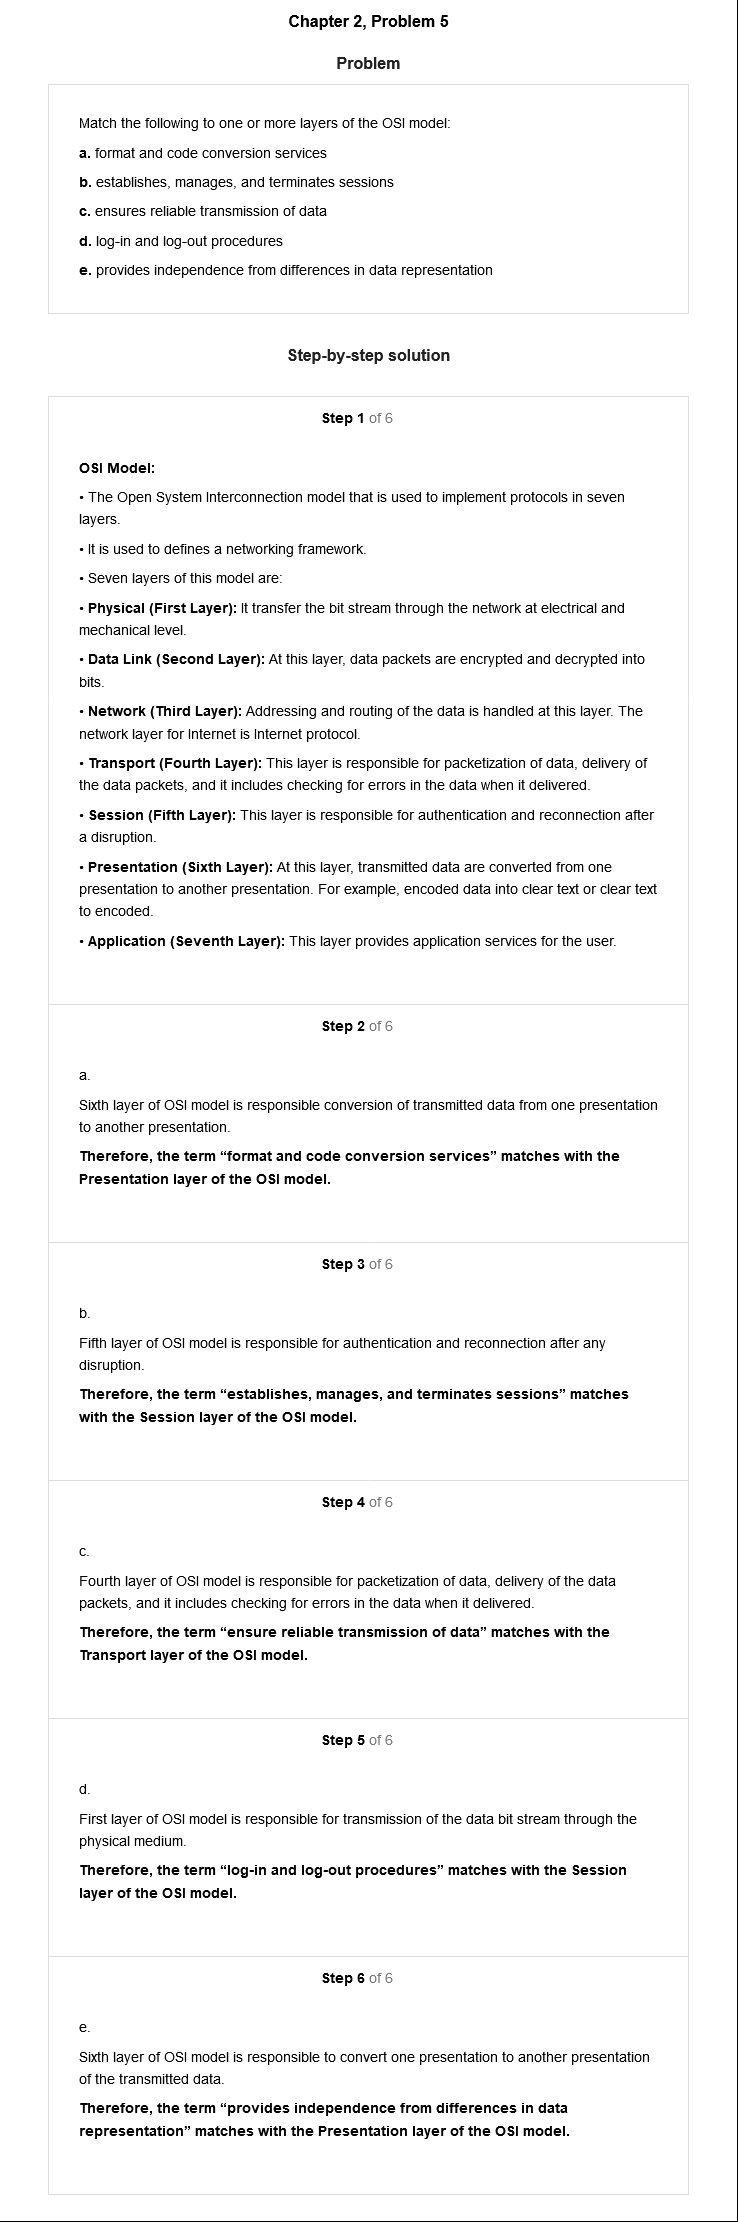 Chapter 2, Problem 5
Problem
Match the following to one or more layers of the OSI model:
a. format and code conversion services
b. establishes, manages, and terminates sessions
c. ensures reliable transmission of data
d. log-in and log-out procedures
e. provides independence from differences in data representation
Step-by-step solution
Step 1 of 6
OSI Model:
• The Open System Interconnection model that is used to implement protocols in seven
layers.
• It is used to defines a networking framework.
• Seven layers of this model are:
• Physical (First Layer): It transfer the bit stream through the network at electrical and
mechanical level.
• Data Link (Second Layer): At this layer, data packets are encrypted and decrypted into
bits.
• Network (Third Layer): Addressing and routing of the data is handled at this layer. The
network layer for Internet is Internet protocol.
• Transport (Fourth Layer): This layer is responsible for packetization of data, delivery of
the data packets, and it includes checking for errors in the data when it delivered.
• Session (Fifth Layer): This layer is responsible for authentication and reconnection after
a disruption.
• Presentation (Sixth Layer): At this layer, transmitted data are converted from one
presentation to another presentation. For example, encoded data into clear text or clear text
to encoded.
• Application (Seventh Layer): This layer provides application services for the user.
Step 2 of 6
a.
Sixth layer of OSI model is responsible conversion of transmitted data from one presentation
to another presentation.
Therefore, the term “format and code conversion services” matches with the
Presentation layer of the OSI model.
Step 3 of 6
b.
Fifth layer of OSI model is responsible for authentication and reconnection after any
disruption.
Therefore, the term “establishes, manages, and terminates sessions” matches
with the Session layer of the OSI model.
Step 4 of 6
c.
Fourth layer of OSI model is responsible for packetization of data, delivery of the data
packets, and it includes checking for errors in the data when it delivered.
Therefore, the term “ensure reliable transmission of data” matches with the
Transport layer of the OSI model.
Step 5 of 6
d.
First layer of OSI model is responsible for transmission of the data bit stream through the
physical medium.
Therefore, the term “log-in and log-out procedures” matches with the Session
layer of the OSI model.
Step 6 of 6
e.
Sixth layer of OSI model is responsible to convert one presentation to another presentation
of the transmitted data.
Therefore, the term “provides independence from differences in data
representation” matches with the Presentation layer of the OSI model.